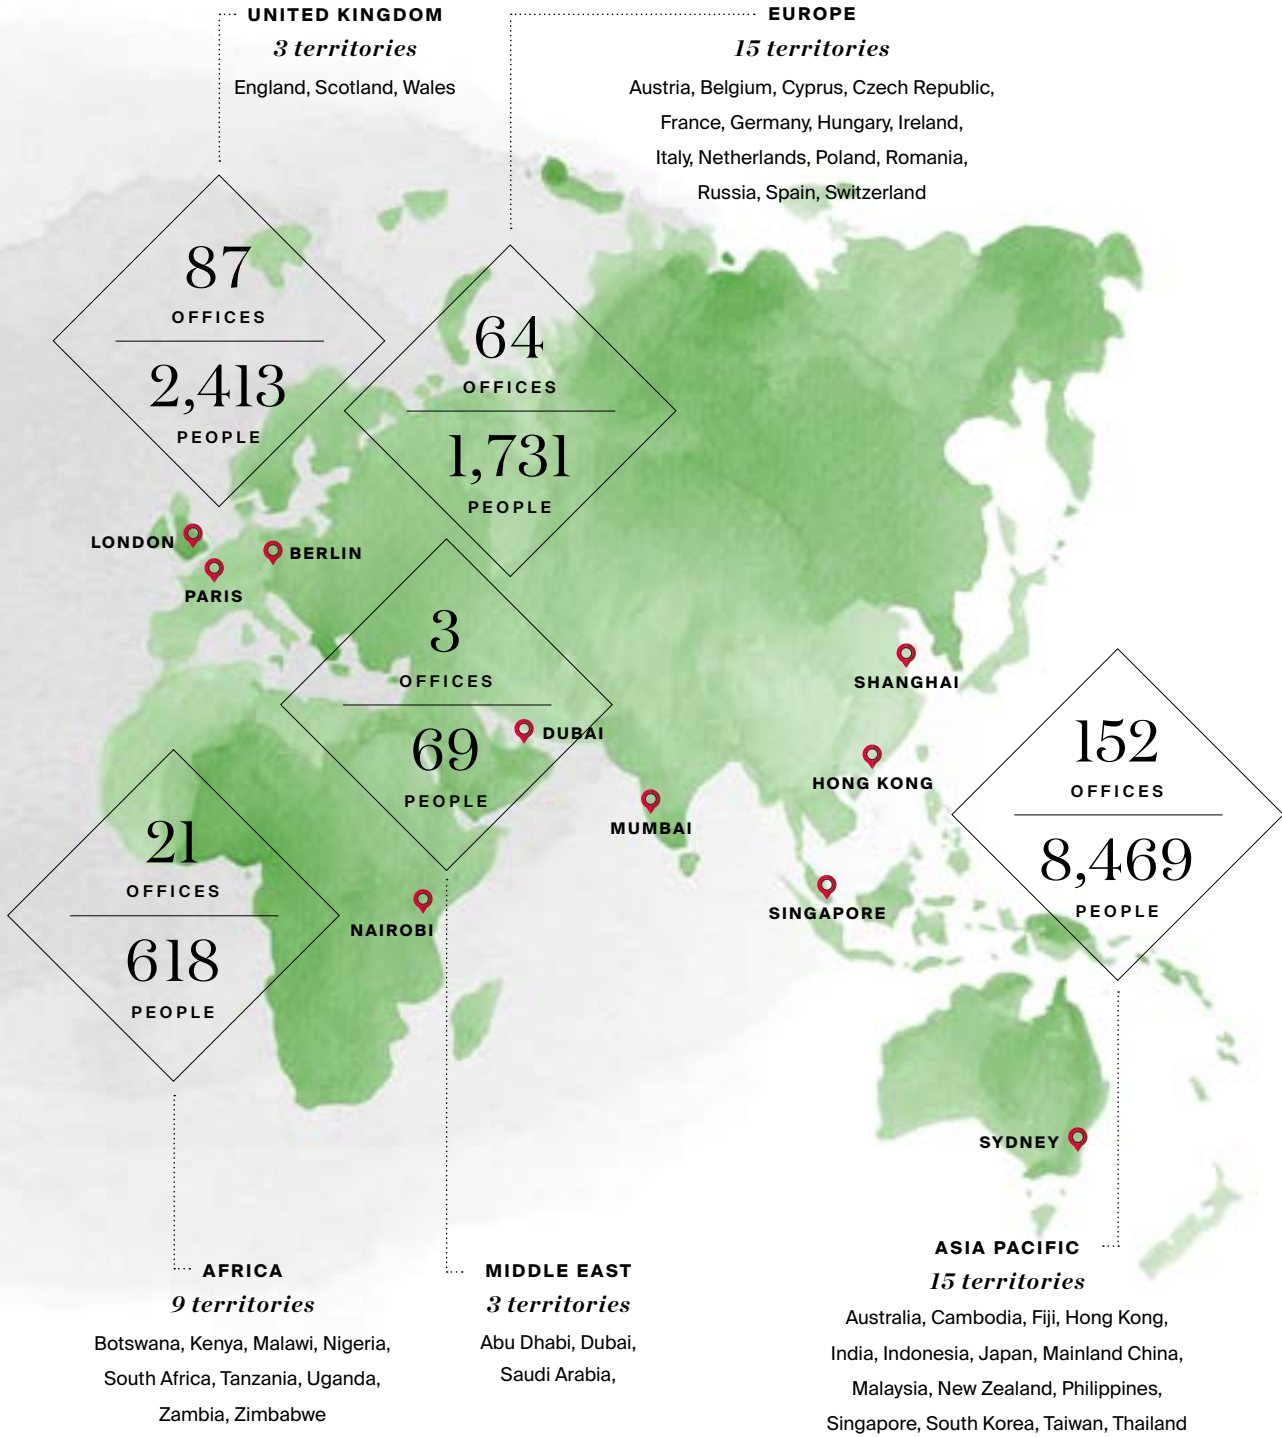 UNITED KINGDOM
3 territories
England, Scotland, Wales
EUROPE
15 territories
Austria, Belgium, Cyprus, Czech Republic,
France, Germany, Hungary, Ireland,
Italy, Netherlands, Poland, Romania,
Russia, Spain, Switzerland
87
OFFICES
2,413
PEOPLE
64
OFFICES
1,731
PEOPLE
LONDON
BERLIN
PARIS
3
OFFICES
69
PEOPLE
DUBAI
SHANGHAI
HONG KONG
MUMBAI
SINGAPORE
152
OFFICES
8,469
PEOPLE
21
OFFICES
618
PEOPLE
NAIROBI
SYDNEY
AFRICA
9 territories
Botswana, Kenya, Malawi, Nigeria,
South Africa, Tanzania, Uganda,
Zambia, Zimbabwe
MIDDLE EAST
3 territories
Abu Dhabi, Dubai,
Saudi Arabia,
ASIA PACIFIC
15 territories
Australia, Cambodia, Fiji, Hong Kong,
India, Indonesia, Japan, Mainland China,
Malaysia, New Zealand, Philippines,
Singapore, South Korea, Taiwan, Thailand